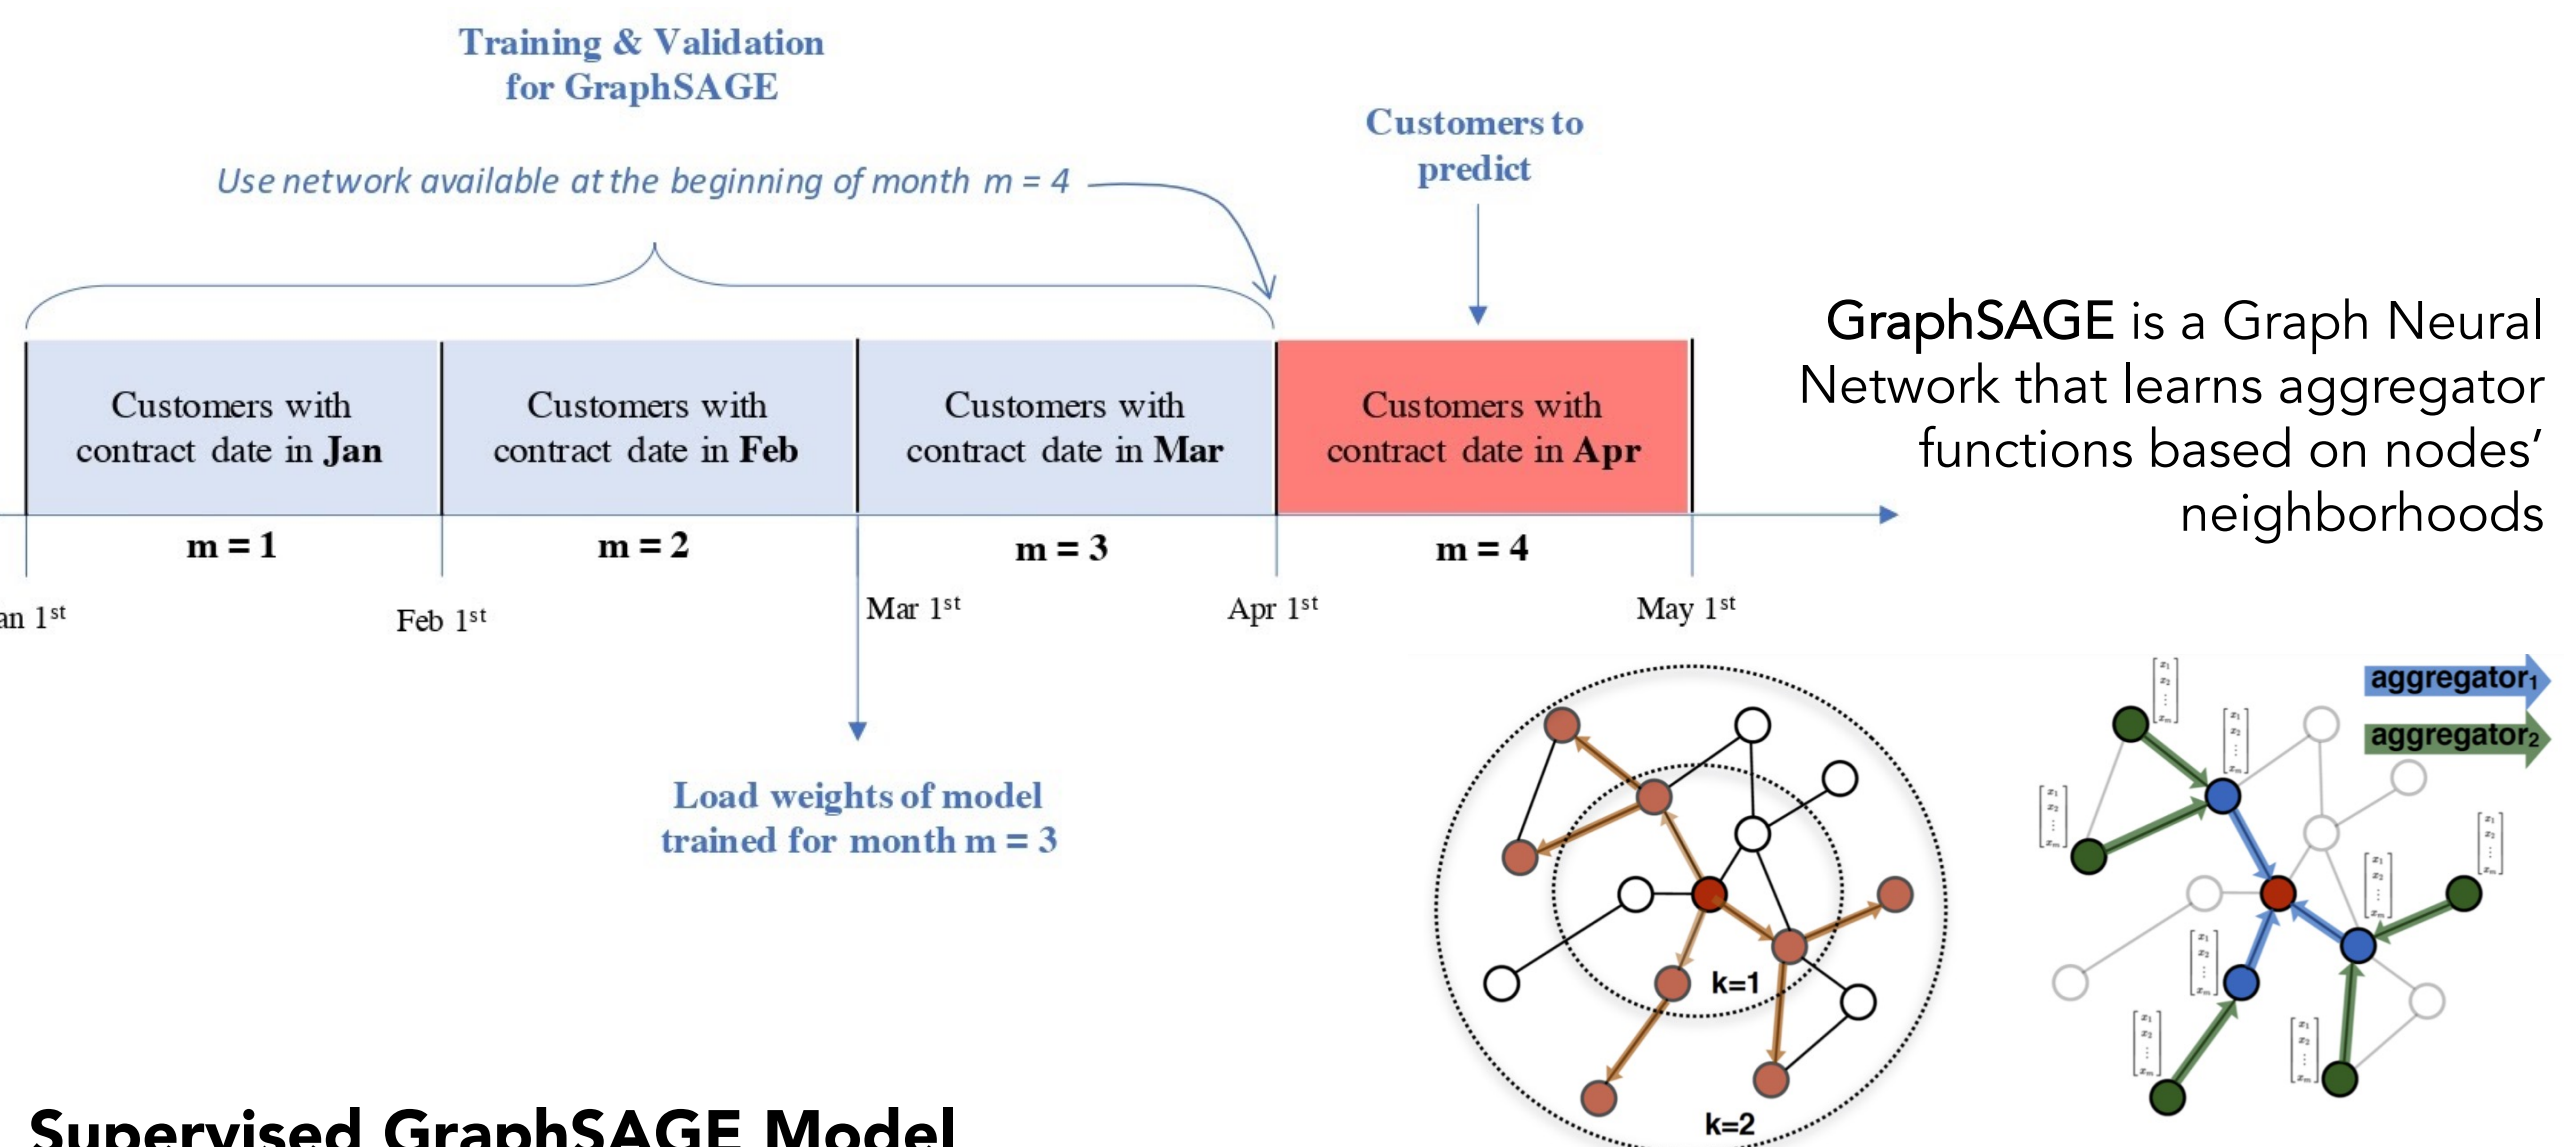 Training & Validation
for GraphSAGE
Use network available at the beginning of month m = 4
Customers to
predict
Customers with
contract date in Jan
Customers with
contract date in Feb
Customers with
contract date in Mar
Customers with
contract date in Apr
m = 1
m = 2
m = 3
m = 4
an 1st
Feb 1st
Mar 1st
Apr 1st
May 1st
Load weights of model
trained for month m = 3
GraphSAGE is a Graph Neural
Network that learns aggregator
functions based on nodes’
neighborhoods
aggregator1
aggregator2
k=1
k=2
Supervised GraphSAGE Model